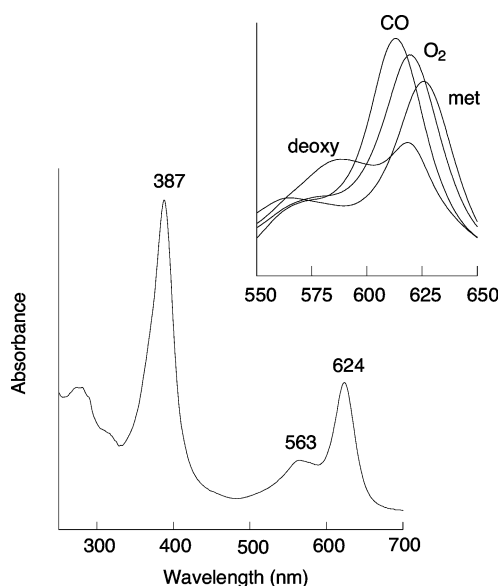 CO
O2
met
deoxy
550 575 600 625 650
387
624
563
Absorbance
300 400 500 600 700
Wavelength (nm)